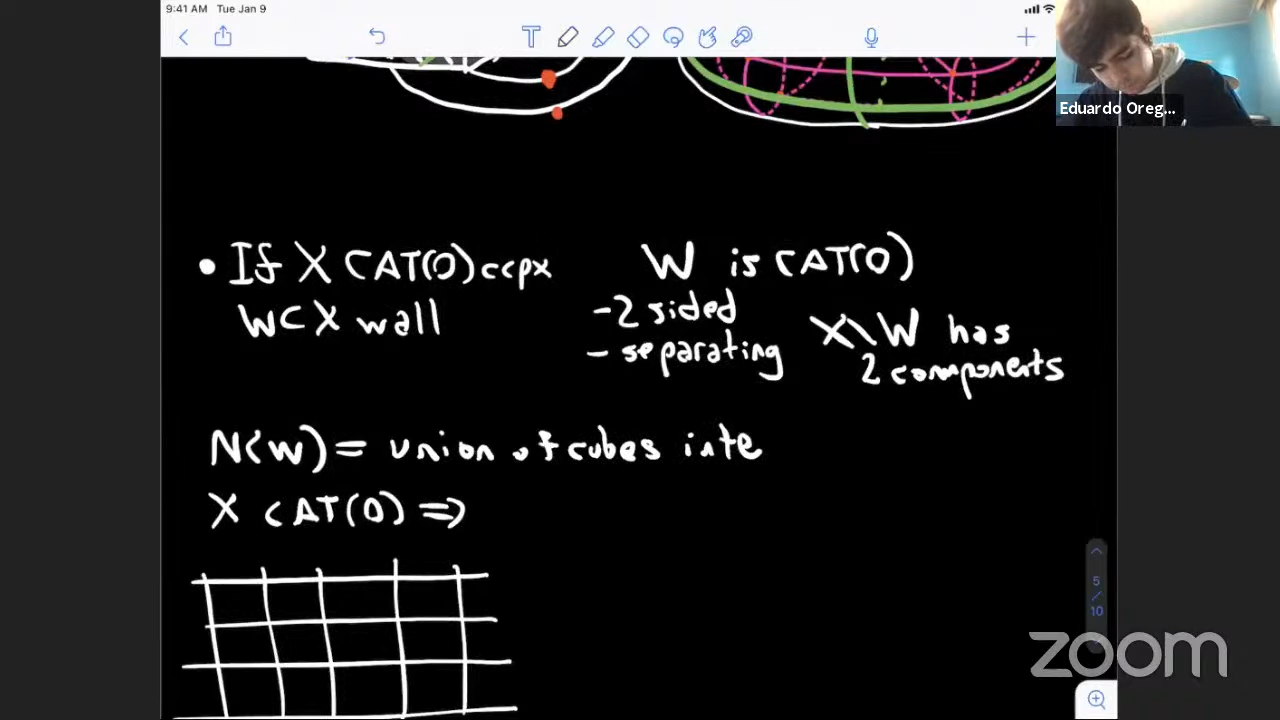 9:41 AM Tue Jan 9
T
Eduardo Oreg...
• If X CAT(0) ccpx
W ⊂ X wall
W is CAT(0)
- 2 sided
- separating
X \ W has
2 components
N(W) = union of cubes inte
X CAT(0) ⇒
5
/
10
zoom